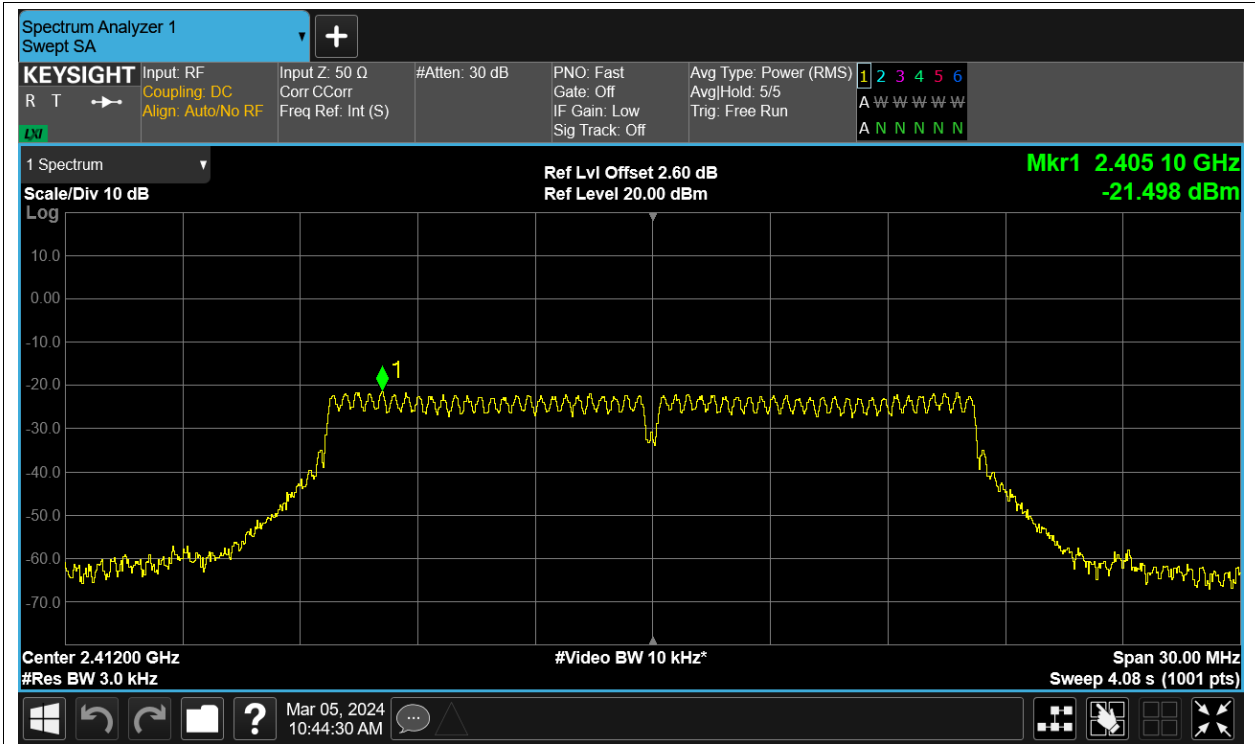 Spectrum Analyzer 1
Swept SA
KEYSIGHT
R T
LXI
Input: RF
Coupling: DC
Align: Auto/No RF
Input Z: 50 Ω
Corr CCorr
Freq Ref: Int (S)
#Atten: 30 dB
PNO: Fast
Gate: Off
IF Gain: Low
Sig Track: Off
Avg Type: Power (RMS)
Avg|Hold: 5/5
Trig: Free Run
1 2 3 4 5 6
A W W W W W
A N N N N N
1 Spectrum
Scale/Div 10 dB
Log
Ref Lvl Offset 2.60 dB
Ref Level 20.00 dBm
Mkr1 2.405 10 GHz
-21.498 dBm
10.0
0.00
-10.0
-20.0
-30.0
-40.0
-50.0
-60.0
-70.0
1
Center 2.41200 GHz
#Res BW 3.0 kHz
#Video BW 10 kHz*
Span 30.00 MHz
Sweep 4.08 s (1001 pts)
?
Mar 05, 2024
10:44:30 AM